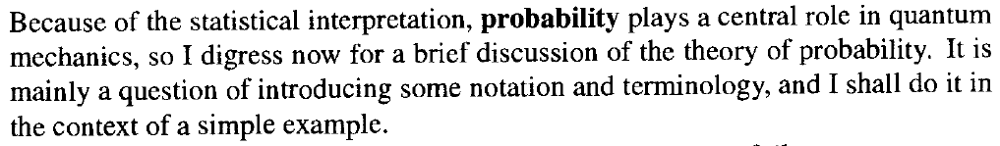 Because of the statistical interpretation, probability plays a central role in quantum
mechanics, so I digress now for a brief discussion of the theory of probability. It is
mainly a question of introducing some notation and terminology, and I shall do it in
the context of a simple example.